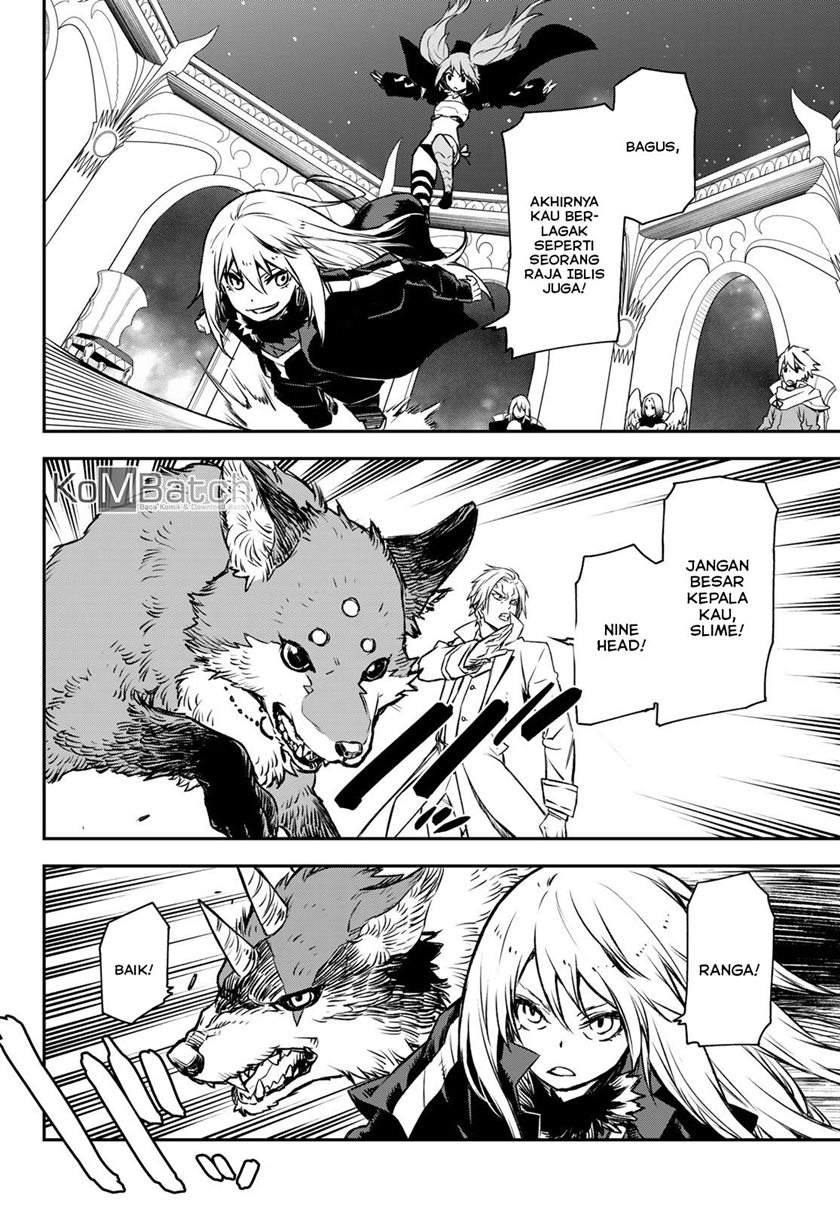 BAGUS,
AKHIRNYA
KAU BER-
LAGAK
SEPERTI
SEORANG
RAJA IBLIS
JUGA!
KoMBatch
Baca Komik & Download Batch
JANGAN
BESAR
KEPALA
KAU,
SLIME!
NINE
HEAD!
RANGA!
BAIK!